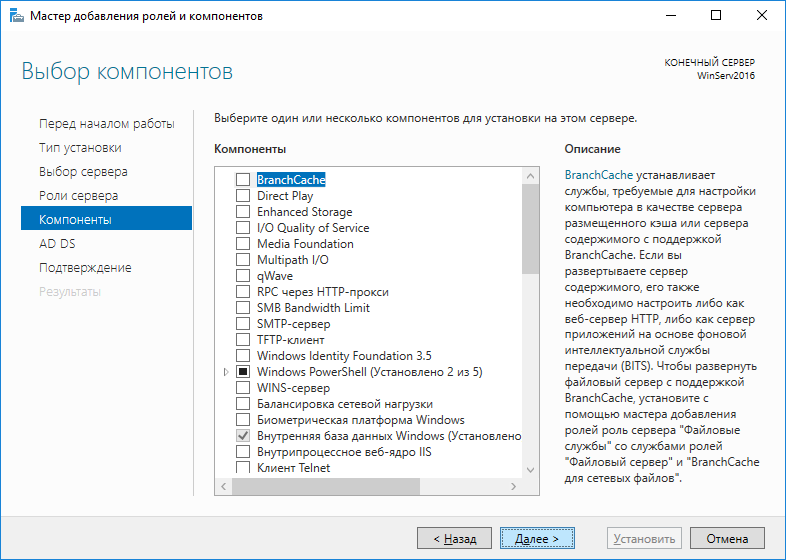 Мастер добавления ролей и компонентов
Выбор компонентов
КОНЕЧНЫЙ СЕРВЕР
WinServ2016
Перед началом работы
Тип установки
Выбор сервера
Роли сервера
Компоненты
AD DS
Подтверждение
Результаты
Выберите один или несколько компонентов для установки на этом сервере.
Компоненты
BranchCache
Direct Play
Enhanced Storage
I/O Quality of Service
Media Foundation
Multipath I/O
qWave
RPC через HTTP-прокси
SMB Bandwidth Limit
SMTP-сервер
TFTP-клиент
Windows Identity Foundation 3.5
Windows PowerShell (Установлено 2 из 5)
WINS-сервер
Балансировка сетевой нагрузки
Биометрическая платформа Windows
Внутренняя база данных Windows (Установлено
Внутрипроцессное веб-ядро IIS
Клиент Telnet
Описание
BranchCache устанавливает
службы, требуемые для настройки
компьютера в качестве сервера
размещенного кэша или сервера
содержимого с поддержкой
BranchCache. Если вы
развертываете сервер
содержимого, его также
необходимо настроить либо как
веб-сервер HTTP, либо как сервер
приложений на основе фоновой
интеллектуальной службы
передачи (BITS). Чтобы развернуть
файловый сервер с поддержкой
BranchCache, установите с
помощью мастера добавления
ролей роль сервера "Файловые
службы" со службами ролей
"Файловый сервер" и "BranchCache
для сетевых файлов".
< Назад
Далее >
Установить
Отмена